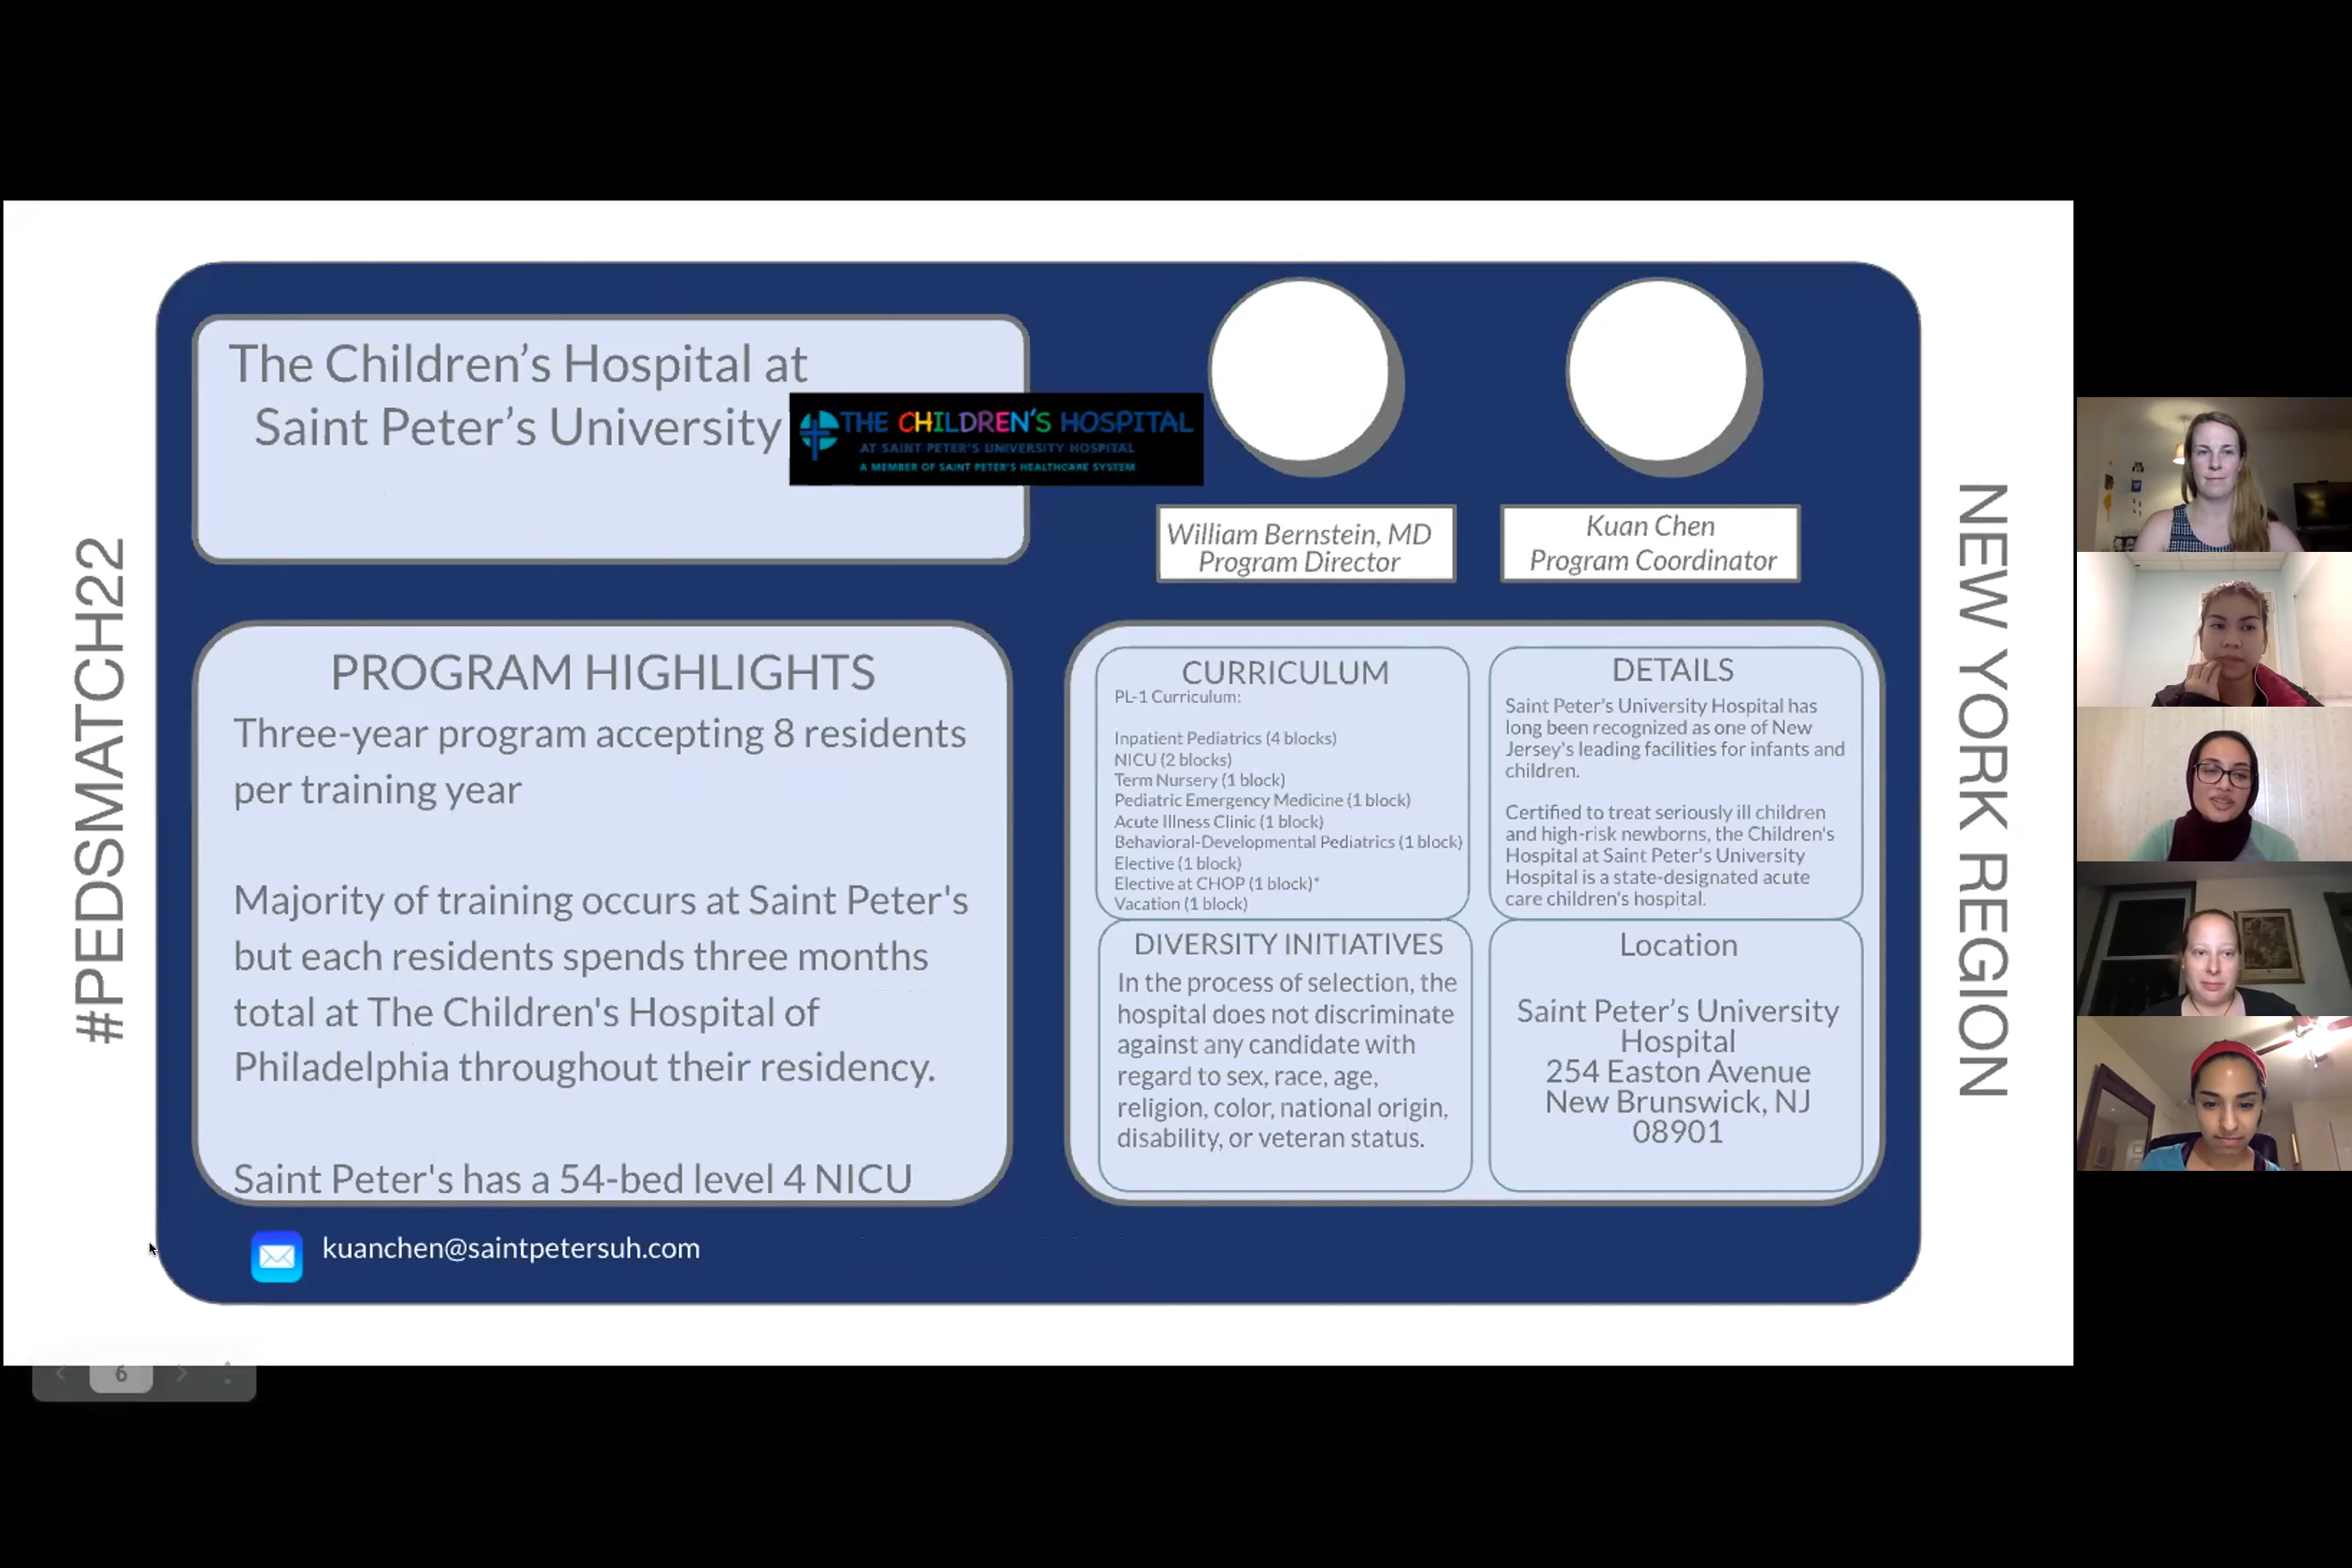 #PEDSMATCH22
The Children's Hospital at
Saint Peter's University
THE CHILDREN'S HOSPITAL
AT SAINT PETER'S UNIVERSITY HOSPITAL
A MEMBER OF SAINT PETER'S HEALTHCARE SYSTEM
William Bernstein, MD
Program Director
Kuan Chen
Program Coordinator
PROGRAM HIGHLIGHTS
Three-year program accepting 8 residents
per training year
Majority of training occurs at Saint Peter's
but each residents spends three months
total at The Children's Hospital of
Philadelphia throughout their residency.
Saint Peter's has a 54-bed level 4 NICU
CURRICULUM
PL-1 Curriculum:
Inpatient Pediatrics (4 blocks)
NICU (2 blocks)
Term Nursery (1 block)
Pediatric Emergency Medicine (1 block)
Acute Illness Clinic (1 block)
Behavioral-Developmental Pediatrics (1 block)
Elective (1 block)
Elective at CHOP (1 block)*
Vacation (1 block)
DETAILS
Saint Peter's University Hospital has
long been recognized as one of New
Jersey's leading facilities for infants and
children.
Certified to treat seriously ill children
and high-risk newborns, the Children's
Hospital at Saint Peter's University
Hospital is a state-designated acute
care children's hospital.
DIVERSITY INITIATIVES
In the process of selection, the
hospital does not discriminate
against any candidate with
regard to sex, race, age,
religion, color, national origin,
disability, or veteran status.
Location
Saint Peter's University
Hospital
254 Easton Avenue
New Brunswick, NJ
08901
kuanchen@saintpetersuh.com
NEW YORK REGION
6